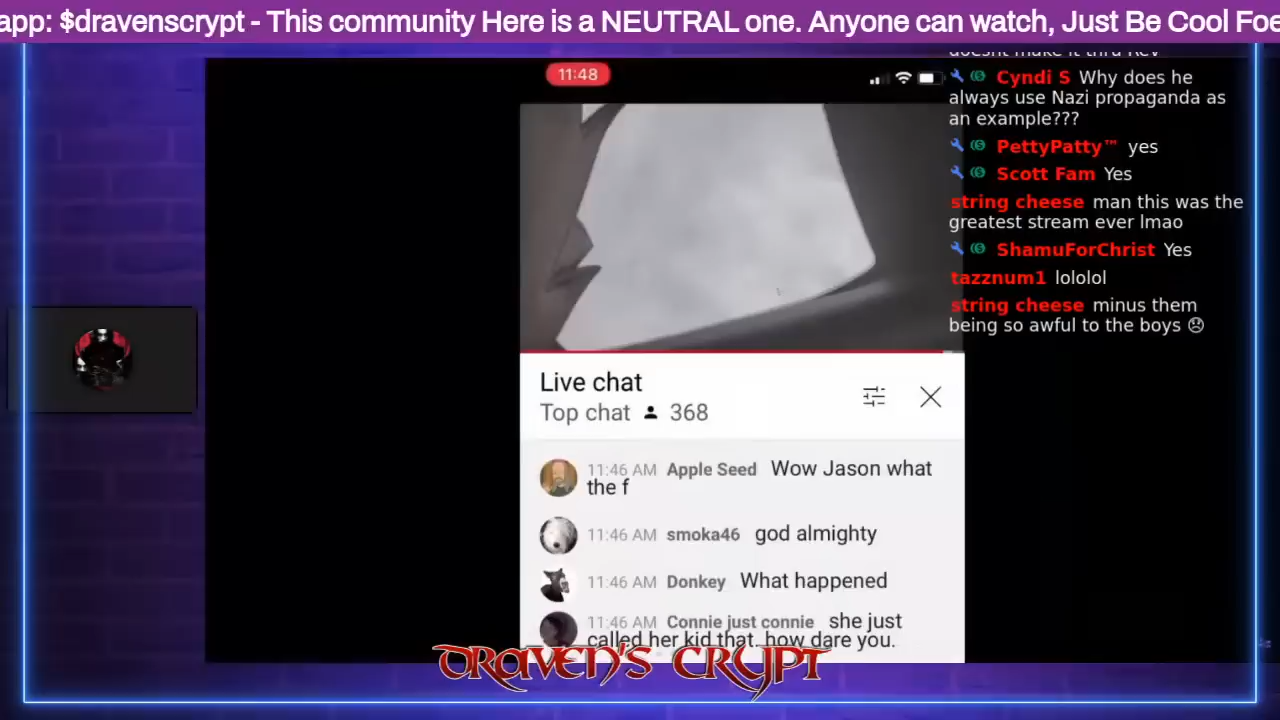 app: $dravenscrypt - This community Here is a NEUTRAL one. Anyone can watch, Just Be Cool Foe
11:48
doesnt make it thru Rev
Cyndi S Why does he
always use Nazi propaganda as
an example???
PettyPatty™ yes
Scott Fam Yes
string cheese man this was the
greatest stream ever lmao
ShamuForChrist Yes
tazznum1 lololol
string cheese minus them
being so awful to the boys 😞
Live chat
Top chat 368
11:46 AM Apple Seed Wow Jason what
the f
11:46 AM smoka46 god almighty
11:46 AM Donkey What happened
11:46 AM Connie just connie she just
called her kid that. how dare you.
DRAVEN'S CRYPT